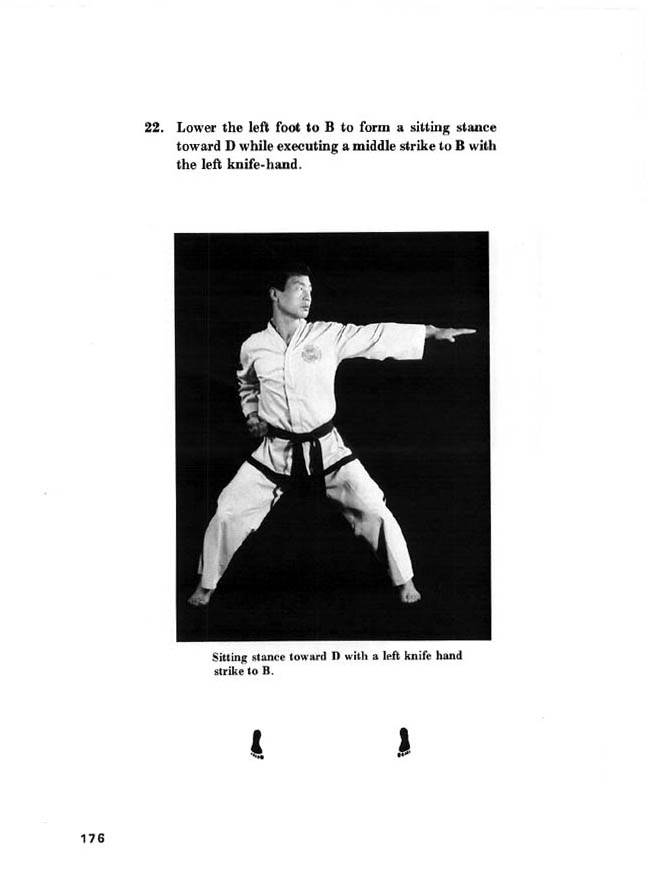 22. Lower the left foot to B to form a sitting stance
toward D while executing a middle strike to B with
the left knife-hand.
Sitting stance toward D with a left knife hand
strike to B.
176